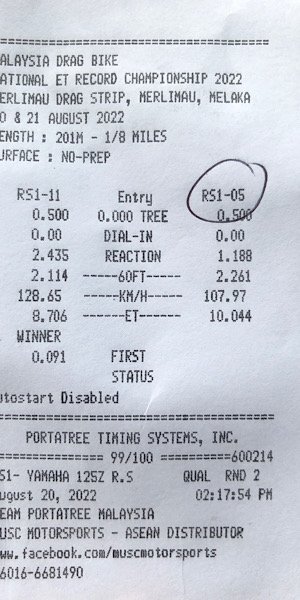 ALAYSIA DRAG BIKE
ATIONAL ET RECORD CHAMPIONSHIP 2022
ERLIMAU DRAG STRIP, MERLIMAU, MELAKA
0 & 21 AUGUST 2022
ENGTH : 201M - 1/8 MILES
URFACE : NO-PREP
RS1-11 Entry RS1-05
0.500 0.000 TREE 0.500
0.00 DIAL-IN 0.00
2.435 REACTION 1.188
2.114 -----60FT----- 2.261
128.65 ------KM/H------ 107.97
8.706 -------ET------- 10.044
WINNER
0.091 FIRST
STATUS
utostart Disabled
PORTATREE TIMING SYSTEMS, INC.
=============== 99/100 ==========600214
S1- YAMAHA 125Z R.S QUAL RND 2
ugust 20, 2022 02:17:54 PM
EAM PORTATREE MALAYSIA
USC MOTORSPORTS - ASEAN DISTRIBUTOR
ww.facebook.com/muscmotorsports
6016-6681490